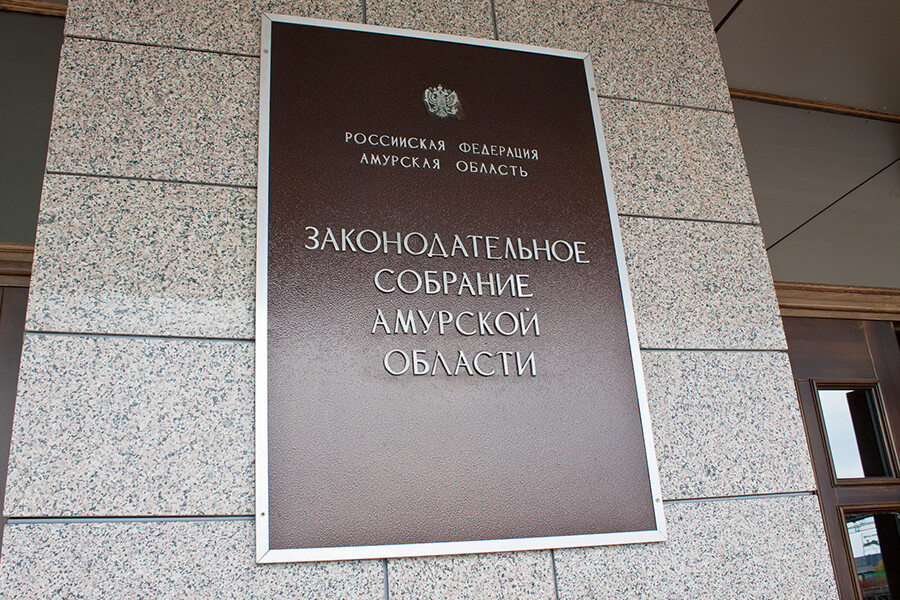 РОССИЙСКАЯ ФЕДЕРАЦИЯ
АМУРСКАЯ ОБЛАСТЬ
ЗАКОНОДАТЕЛЬНОЕ
СОБРАНИЕ
АМУРСКОЙ
ОБЛАСТИ